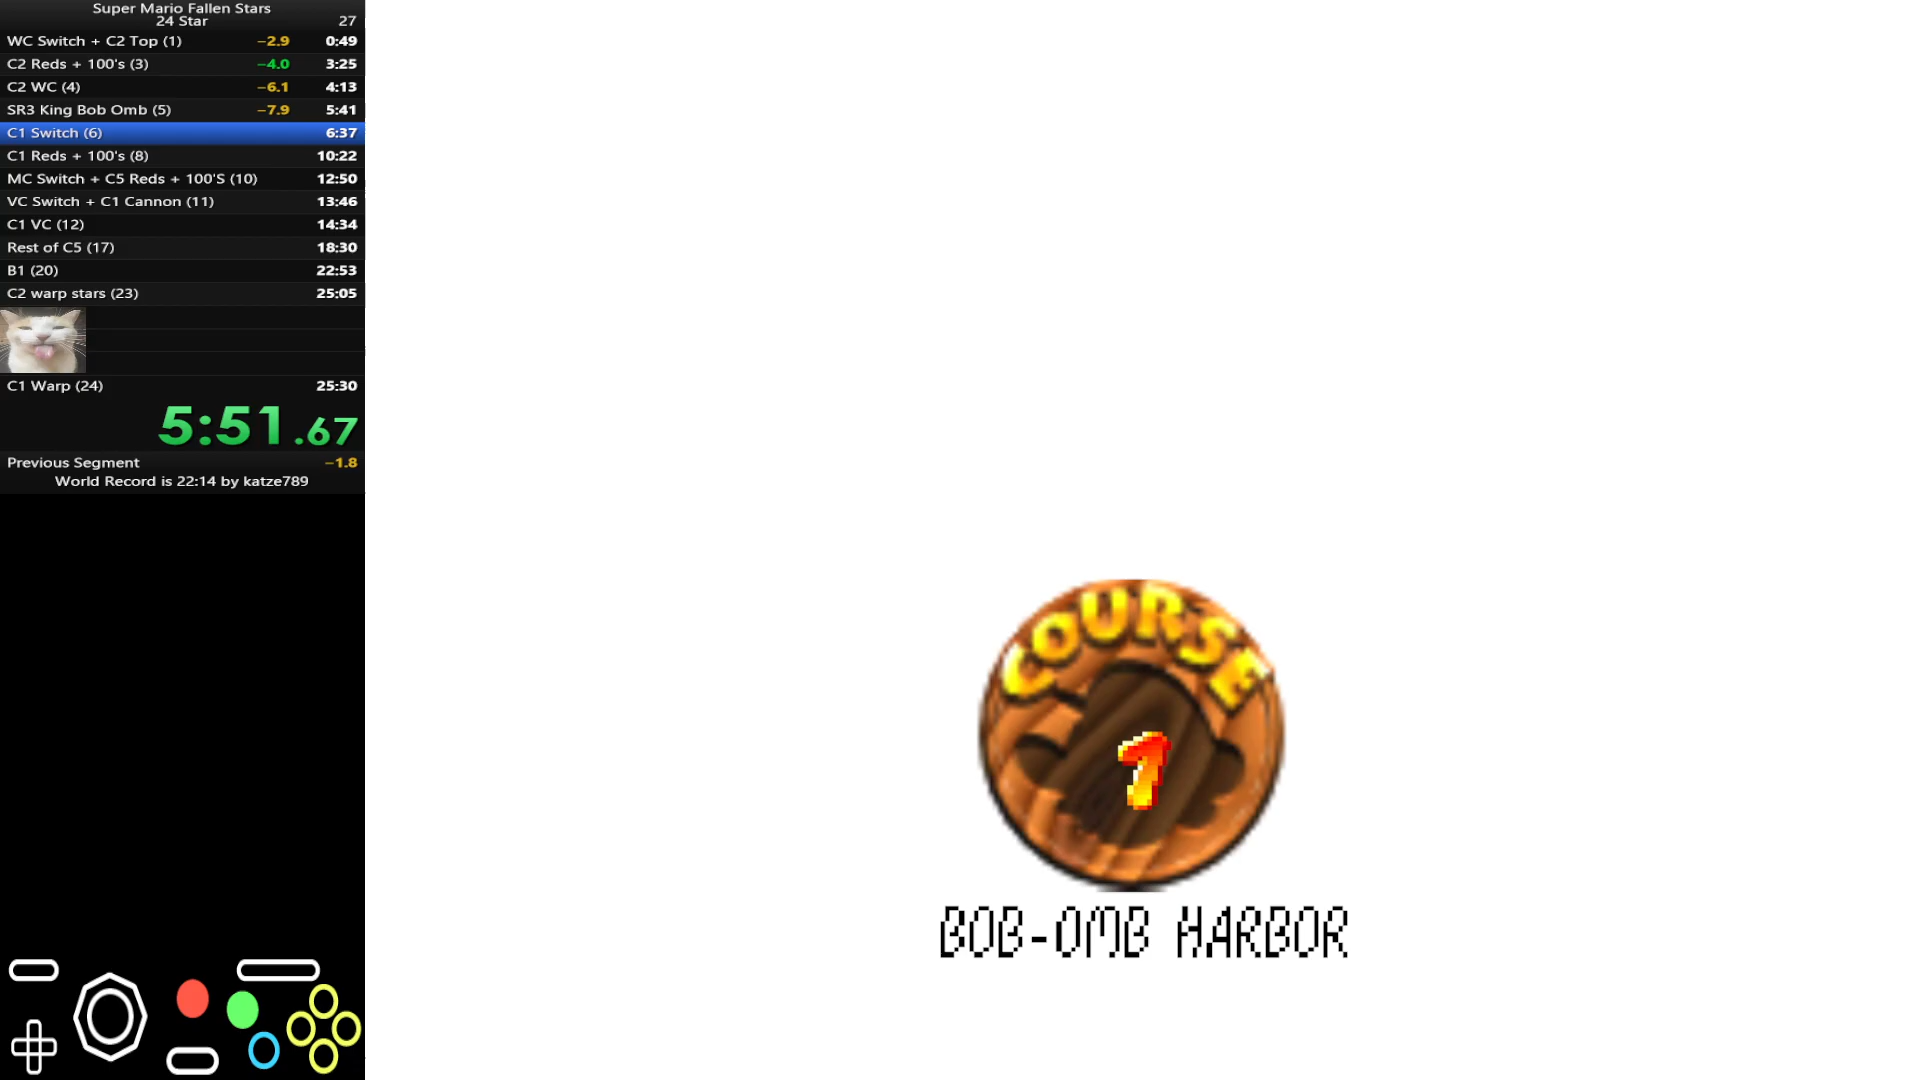 Super Mario Fallen Stars
24 Star 27
WC Switch + C2 Top (1) −2.9 0:49
C2 Reds + 100's (3) −4.0 3:25
C2 WC (4) −6.1 4:13
SR3 King Bob Omb (5) −7.9 5:41
C1 Switch (6) 6:37
C1 Reds + 100's (8) 10:22
MC Switch + C5 Reds + 100'S (10) 12:50
VC Switch + C1 Cannon (11) 13:46
C1 VC (12) 14:34
Rest of C5 (17) 18:30
B1 (20) 22:53
C2 warp stars (23) 25:05
C1 Warp (24) 25:30
5:51.67
Previous Segment −1.8
World Record is 22:14 by katze789
COURSE
1
BOB-OMB HARBOR